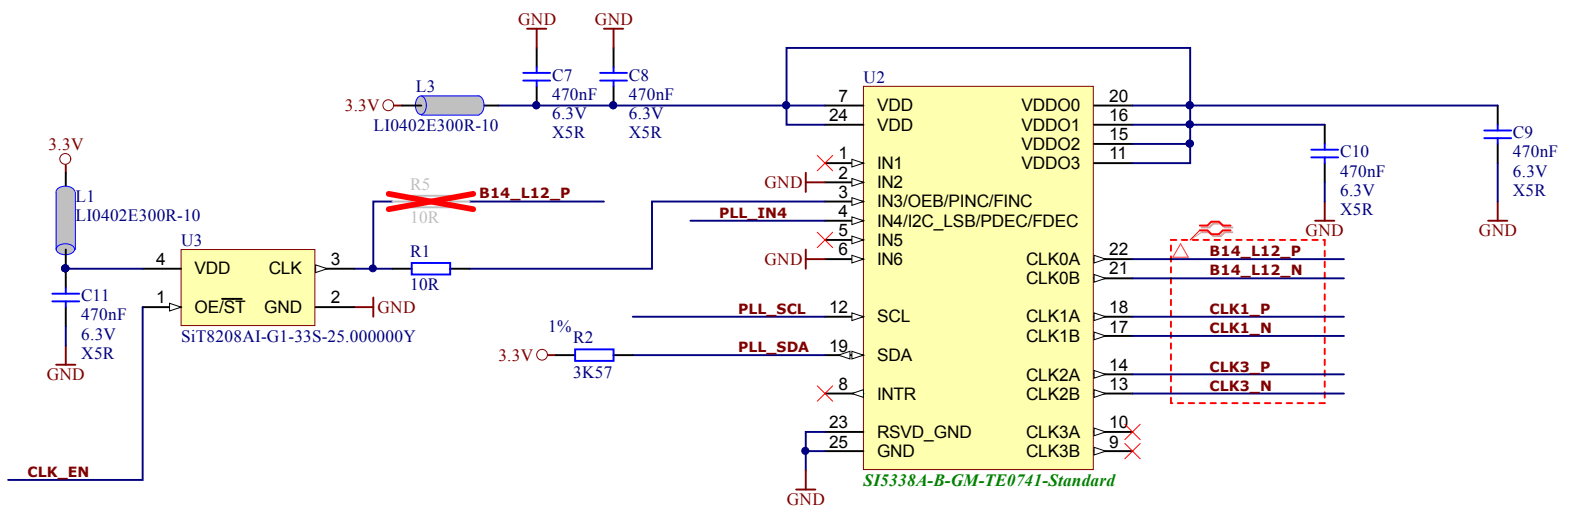 GND
GND
C7
470nF
6.3V
X5R
C8
470nF
6.3V
X5R
L3
3.3V
LI0402E300R-10
3.3V
L1
LI0402E300R-10
R5
10R
B14_L12_P
U3
4
VDD
CLK
3
1
OE/ST
GND
2
GND
SiT8208AI-G1-33S-25.000000Y
R1
10R
C11
470nF
6.3V
X5R
GND
CLK_EN
PLL_IN4
GND
GND
PLL_SCL
1%
3.3V
R2
3K57
PLL_SDA
GND
U2
7
VDD
24
VDD
1
IN1
2
IN2
3
IN3/OEB/PINC/FINC
4
IN4/I2C_LSB/PDEC/FDEC
5
IN5
6
IN6
12
SCL
19
SDA
8
INTR
23
RSVD_GND
25
GND
VDDO0
20
VDDO1
16
VDDO2
15
VDDO3
11
CLK0A
22
B14_L12_P
CLK0B
21
B14_L12_N
CLK1A
18
CLK1_P
CLK1B
17
CLK1_N
CLK2A
14
CLK3_P
CLK2B
13
CLK3_N
CLK3A
10
CLK3B
9
SI5338A-B-GM-TE0741-Standard
C10
470nF
6.3V
X5R
GND
C9
470nF
6.3V
X5R
GND